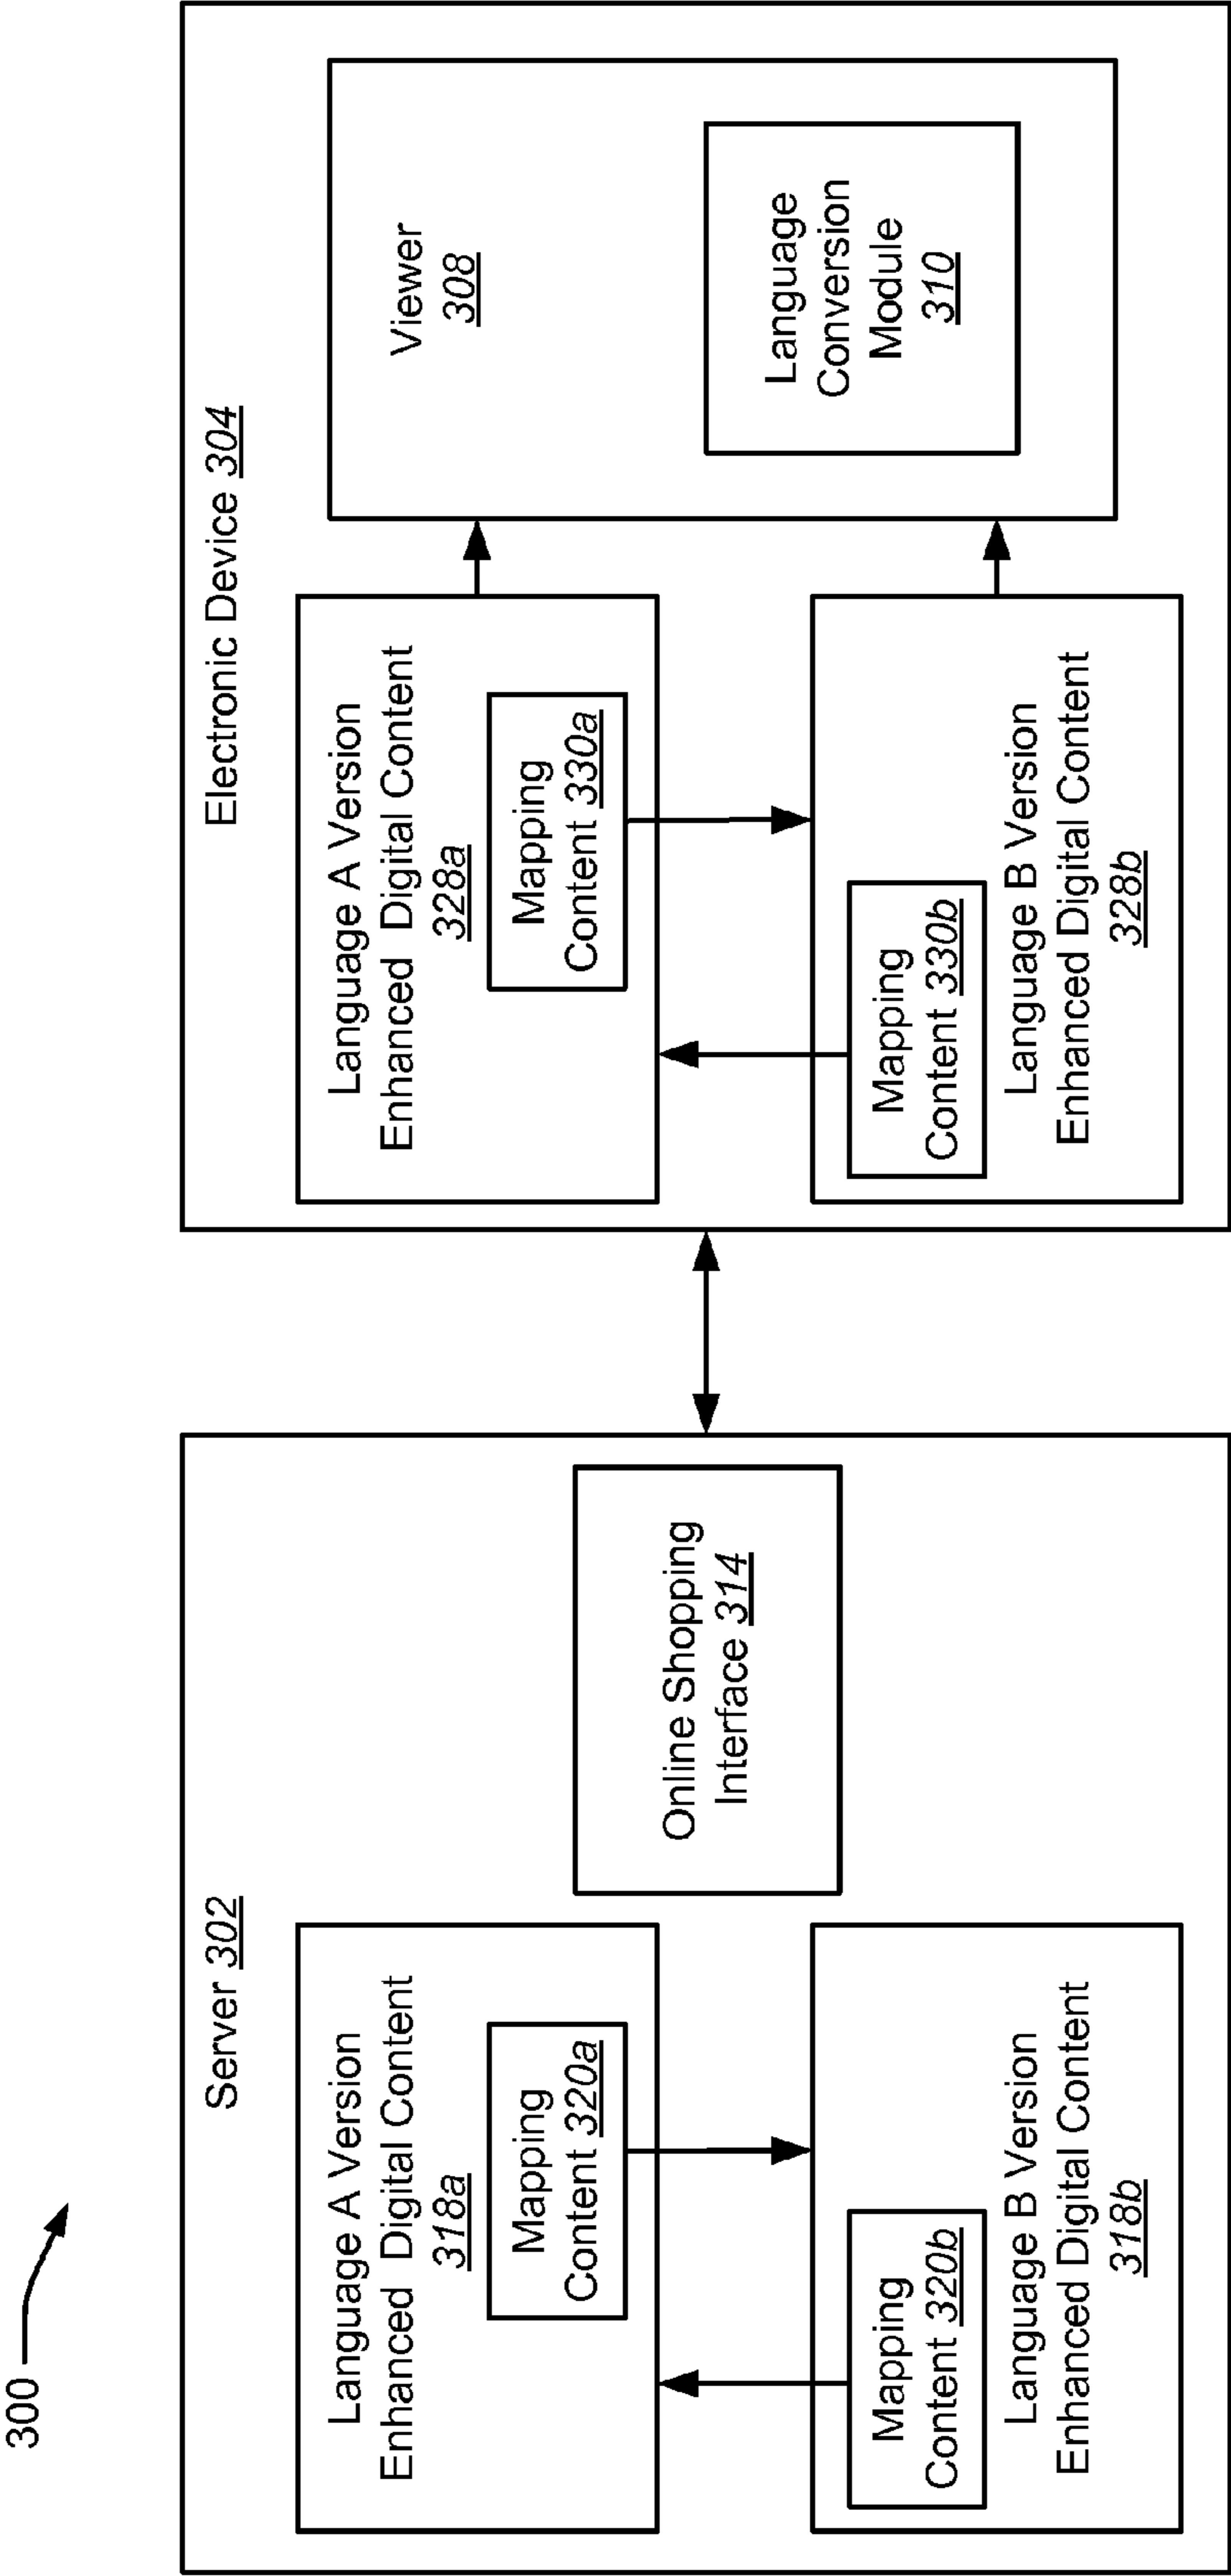 300
Server 302
Language A Version
Enhanced Digital Content
318a
Mapping
Content 320a
Mapping
Content 320b
Language B Version
Enhanced Digital Content
318b
Online Shopping
Interface 314
Electronic Device 304
Language A Version
Enhanced Digital Content
328a
Mapping
Content 330a
Mapping
Content 330b
Language B Version
Enhanced Digital Content
328b
Viewer
308
Language
Conversion
Module
310